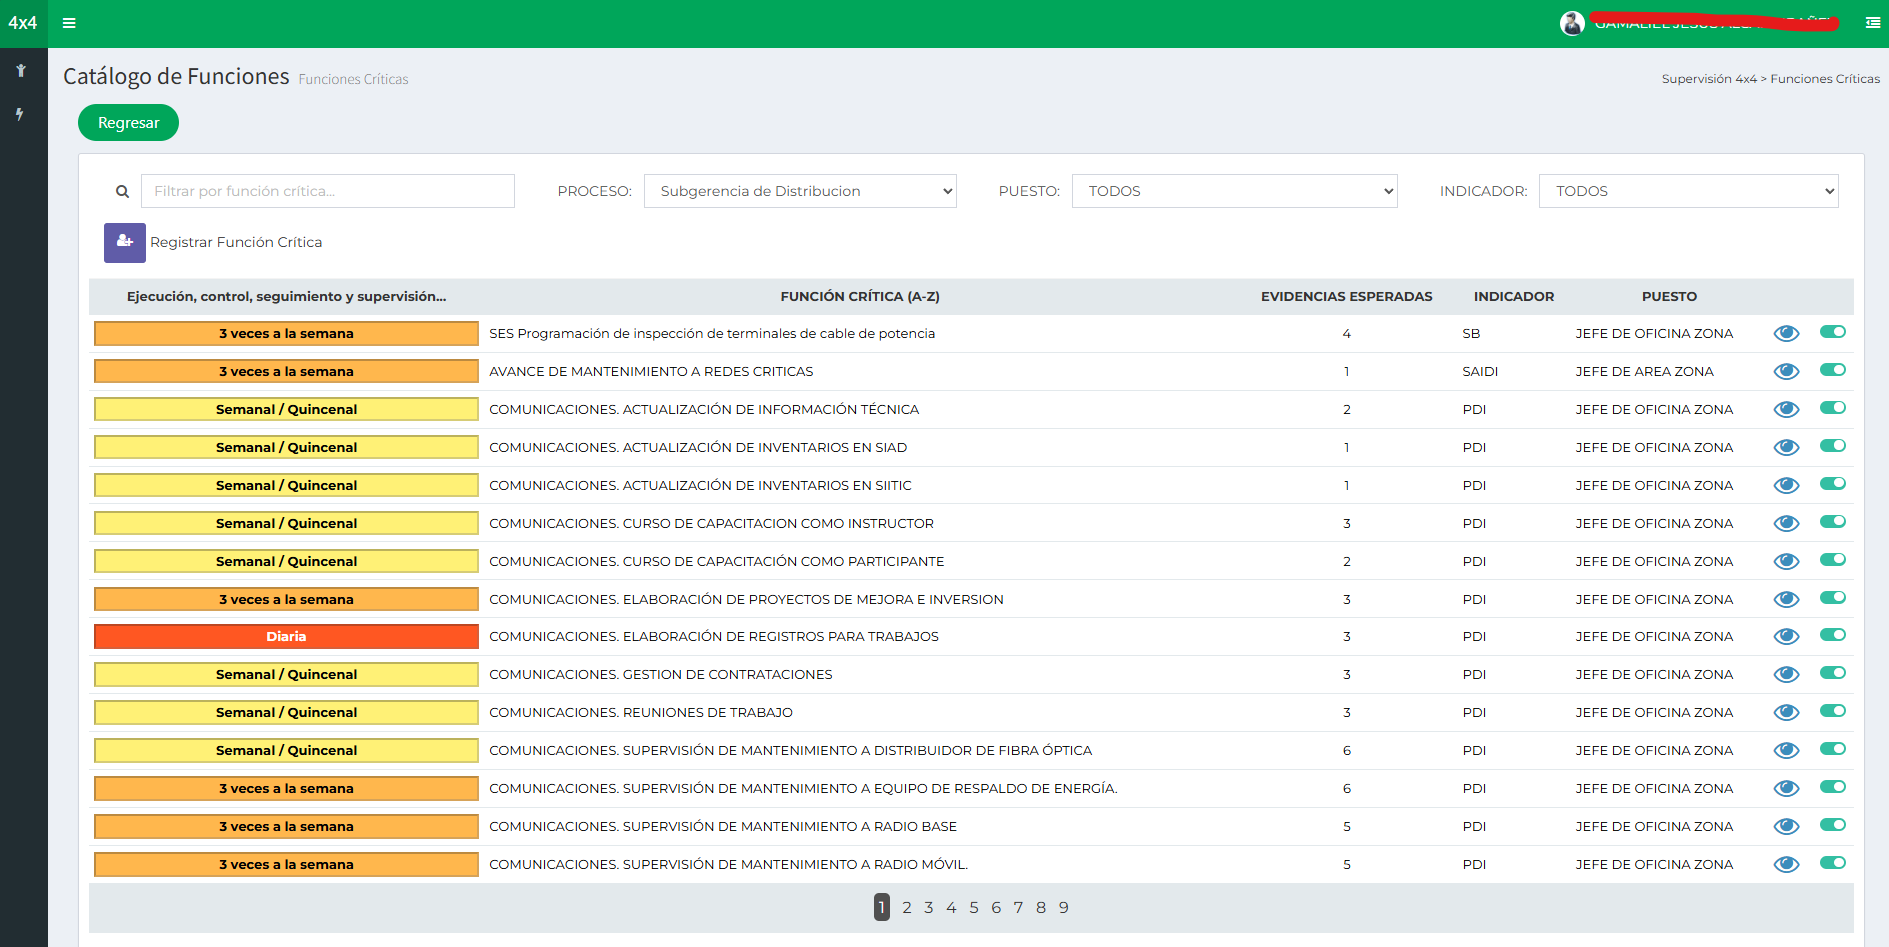 4x4
Catálogo de Funciones Funciones Críticas
Supervisión 4x4 > Funciones Críticas
Regresar
Filtrar por función crítica...
PROCESO: Subgerencia de Distribucion
PUESTO: TODOS
INDICADOR: TODOS
Registrar Función Crítica
Ejecución, control, seguimiento y supervisión... FUNCIÓN CRÍTICA (A-Z) EVIDENCIAS ESPERADAS INDICADOR PUESTO
3 veces a la semana SES Programación de inspección de terminales de cable de potencia 4 SB JEFE DE OFICINA ZONA
3 veces a la semana AVANCE DE MANTENIMIENTO A REDES CRITICAS 1 SAIDI JEFE DE AREA ZONA
Semanal / Quincenal COMUNICACIONES. ACTUALIZACIÓN DE INFORMACIÓN TÉCNICA 2 PDI JEFE DE OFICINA ZONA
Semanal / Quincenal COMUNICACIONES. ACTUALIZACIÓN DE INVENTARIOS EN SIAD 1 PDI JEFE DE OFICINA ZONA
Semanal / Quincenal COMUNICACIONES. ACTUALIZACIÓN DE INVENTARIOS EN SIITIC 1 PDI JEFE DE OFICINA ZONA
Semanal / Quincenal COMUNICACIONES. CURSO DE CAPACITACION COMO INSTRUCTOR 3 PDI JEFE DE OFICINA ZONA
Semanal / Quincenal COMUNICACIONES. CURSO DE CAPACITACIÓN COMO PARTICIPANTE 2 PDI JEFE DE OFICINA ZONA
3 veces a la semana COMUNICACIONES. ELABORACIÓN DE PROYECTOS DE MEJORA E INVERSION 3 PDI JEFE DE OFICINA ZONA
Diaria COMUNICACIONES. ELABORACIÓN DE REGISTROS PARA TRABAJOS 3 PDI JEFE DE OFICINA ZONA
Semanal / Quincenal COMUNICACIONES. GESTION DE CONTRATACIONES 3 PDI JEFE DE OFICINA ZONA
Semanal / Quincenal COMUNICACIONES. REUNIONES DE TRABAJO 3 PDI JEFE DE OFICINA ZONA
Semanal / Quincenal COMUNICACIONES. SUPERVISIÓN DE MANTENIMIENTO A DISTRIBUIDOR DE FIBRA ÓPTICA 6 PDI JEFE DE OFICINA ZONA
3 veces a la semana COMUNICACIONES. SUPERVISIÓN DE MANTENIMIENTO A EQUIPO DE RESPALDO DE ENERGÍA. 6 PDI JEFE DE OFICINA ZONA
3 veces a la semana COMUNICACIONES. SUPERVISIÓN DE MANTENIMIENTO A RADIO BASE 5 PDI JEFE DE OFICINA ZONA
3 veces a la semana COMUNICACIONES. SUPERVISIÓN DE MANTENIMIENTO A RADIO MÓVIL. 5 PDI JEFE DE OFICINA ZONA
1 2 3 4 5 6 7 8 9